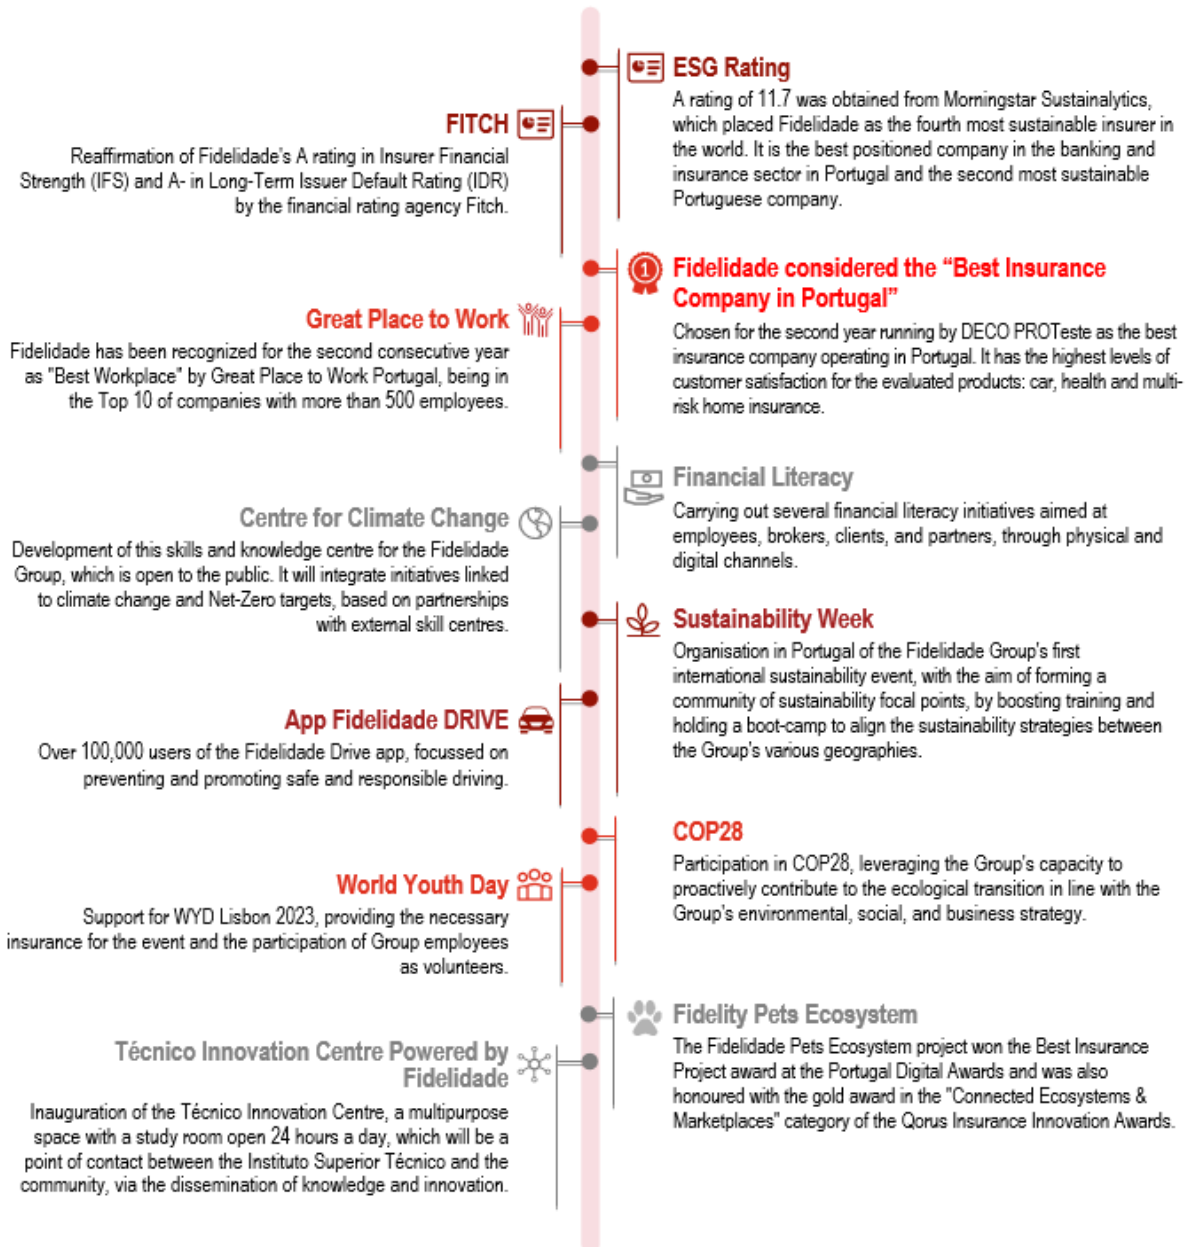 ESG Rating
A rating of 11.7 was obtained from Morningstar Sustainalytics,
which placed Fidelidade as the fourth most sustainable insurer in
the world. It is the best positioned company in the banking and
insurance sector in Portugal and the second most sustainable
Portuguese company.
FITCH
Reaffirmation of Fidelidade's A rating in Insurer Financial
Strength (IFS) and A- in Long-Term Issuer Default Rating (IDR)
by the financial rating agency Fitch.
1
Fidelidade considered the “Best Insurance
Company in Portugal”
Chosen for the second year running by DECO PROTeste as the best
insurance company operating in Portugal. It has the highest levels of
customer satisfaction for the evaluated products: car, health and multi-
risk home insurance.
Great Place to Work
Fidelidade has been recognized for the second consecutive year
as "Best Workplace" by Great Place to Work Portugal, being in
the Top 10 of companies with more than 500 employees.
Financial Literacy
Carrying out several financial literacy initiatives aimed at
employees, brokers, clients, and partners, through physical and
digital channels.
Centre for Climate Change
Development of this skills and knowledge centre for the Fidelidade
Group, which is open to the public. It will integrate initiatives linked
to climate change and Net-Zero targets, based on partnerships
with external skill centres.
Sustainability Week
Organisation in Portugal of the Fidelidade Group's first
international sustainability event, with the aim of forming a
community of sustainability focal points, by boosting training and
holding a boot-camp to align the sustainability strategies between
the Group's various geographies.
App Fidelidade DRIVE
Over 100,000 users of the Fidelidade Drive app, focussed on
preventing and promoting safe and responsible driving.
COP28
Participation in COP28, leveraging the Group's capacity to
proactively contribute to the ecological transition in line with the
Group's environmental, social, and business strategy.
World Youth Day
Support for WYD Lisbon 2023, providing the necessary
insurance for the event and the participation of Group employees
as volunteers.
Fidelity Pets Ecosystem
The Fidelidade Pets Ecosystem project won the Best Insurance
Project award at the Portugal Digital Awards and was also
honoured with the gold award in the "Connected Ecosystems &
Marketplaces" category of the Qorus Insurance Innovation Awards.
Técnico Innovation Centre Powered by
Fidelidade
Inauguration of the Técnico Innovation Centre, a multipurpose
space with a study room open 24 hours a day, which will be a
point of contact between the Instituto Superior Técnico and the
community, via the dissemination of knowledge and innovation.